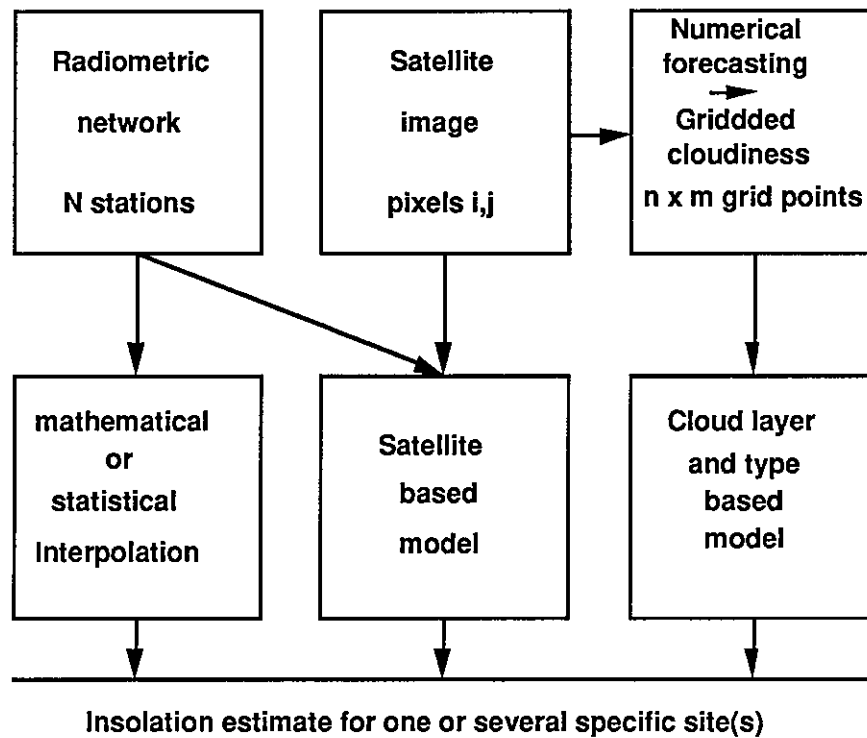 Radiometric
network
N stations
Satellite
image
pixels i,j
Numerical
forecasting
Griddded
cloudiness
n x m grid points
mathematical
or
statistical
Interpolation
Satellite
based
model
Cloud layer
and type
based
model
Insolation estimate for one or several specific site(s)